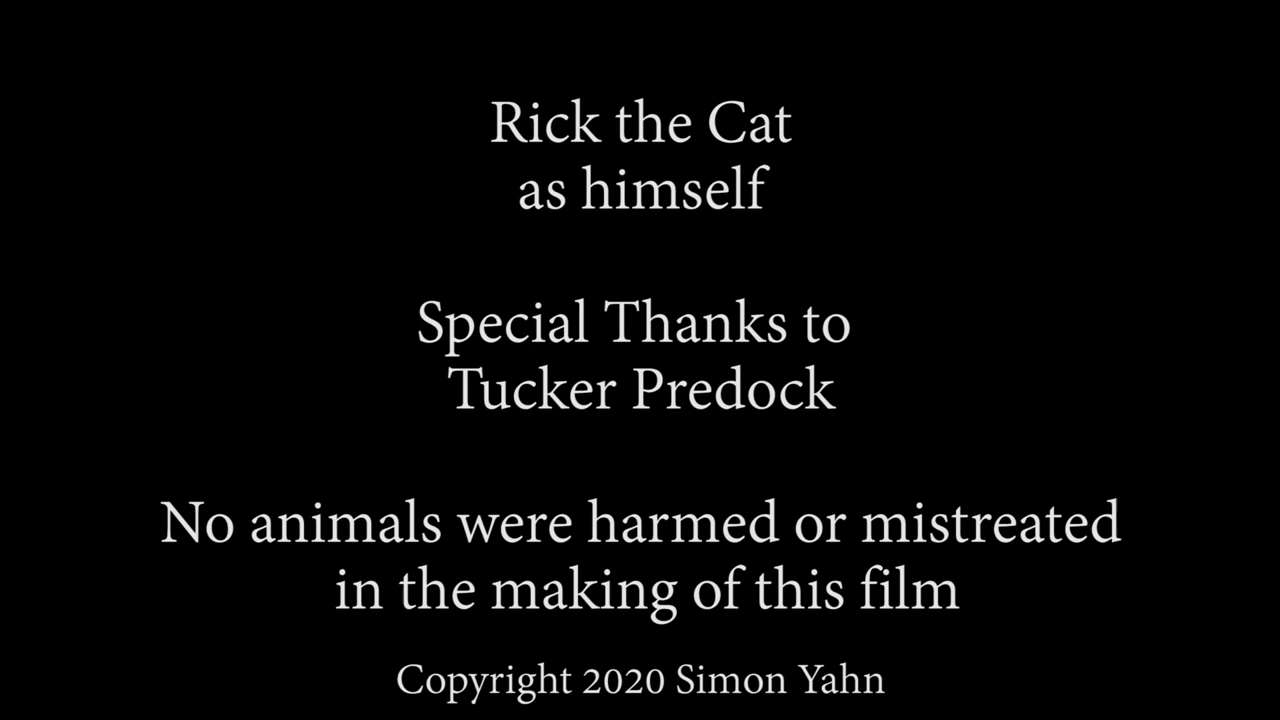 Rick the Cat
as himself
Special Thanks to
Tucker Predock
No animals were harmed or mistreated
in the making of this film
Copyright 2020 Simon Yahn